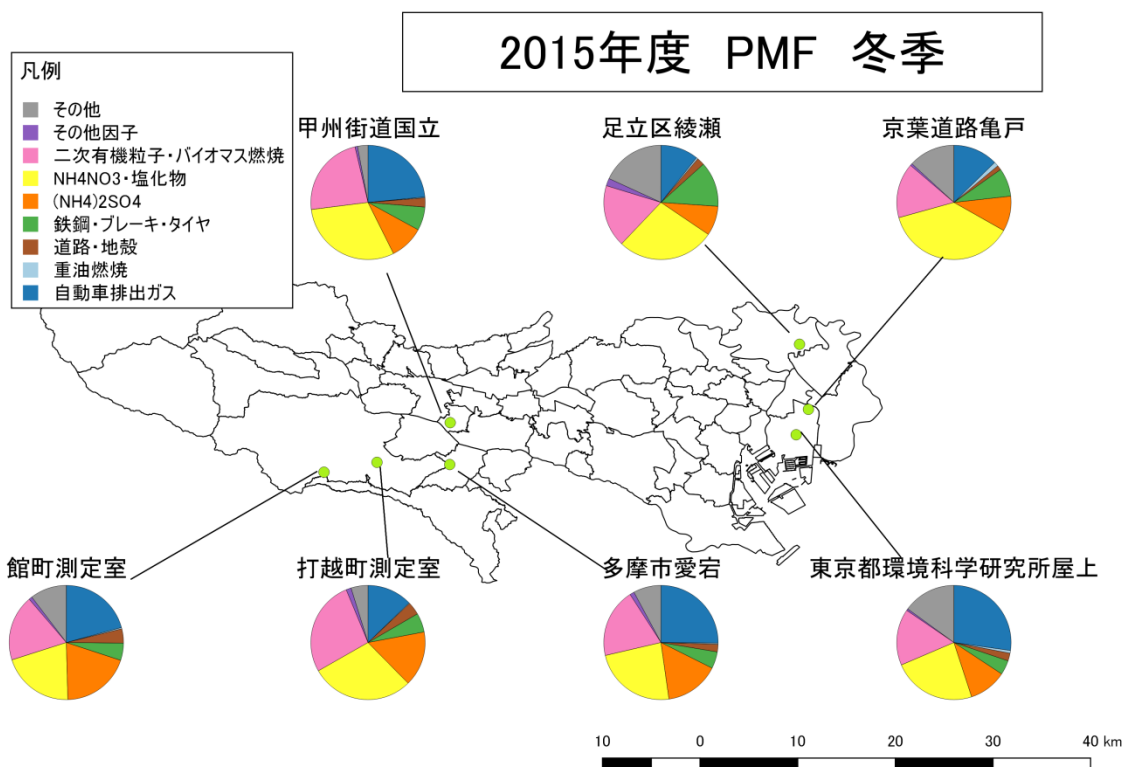 2015年度 PMF 冬季
凡例
その他
その他因子
二次有機粒子・バイオマス燃焼
NH4NO3・塩化物
(NH4)2SO4
鉄鋼・ブレーキ・タイヤ
道路・地殻
重油燃焼
自動車排出ガス
甲州街道国立
足立区綾瀬
京葉道路亀戸
館町測定室
打越町測定室
多摩市愛宕
東京都環境科学研究所屋上
10 0 10 20 30 40 km